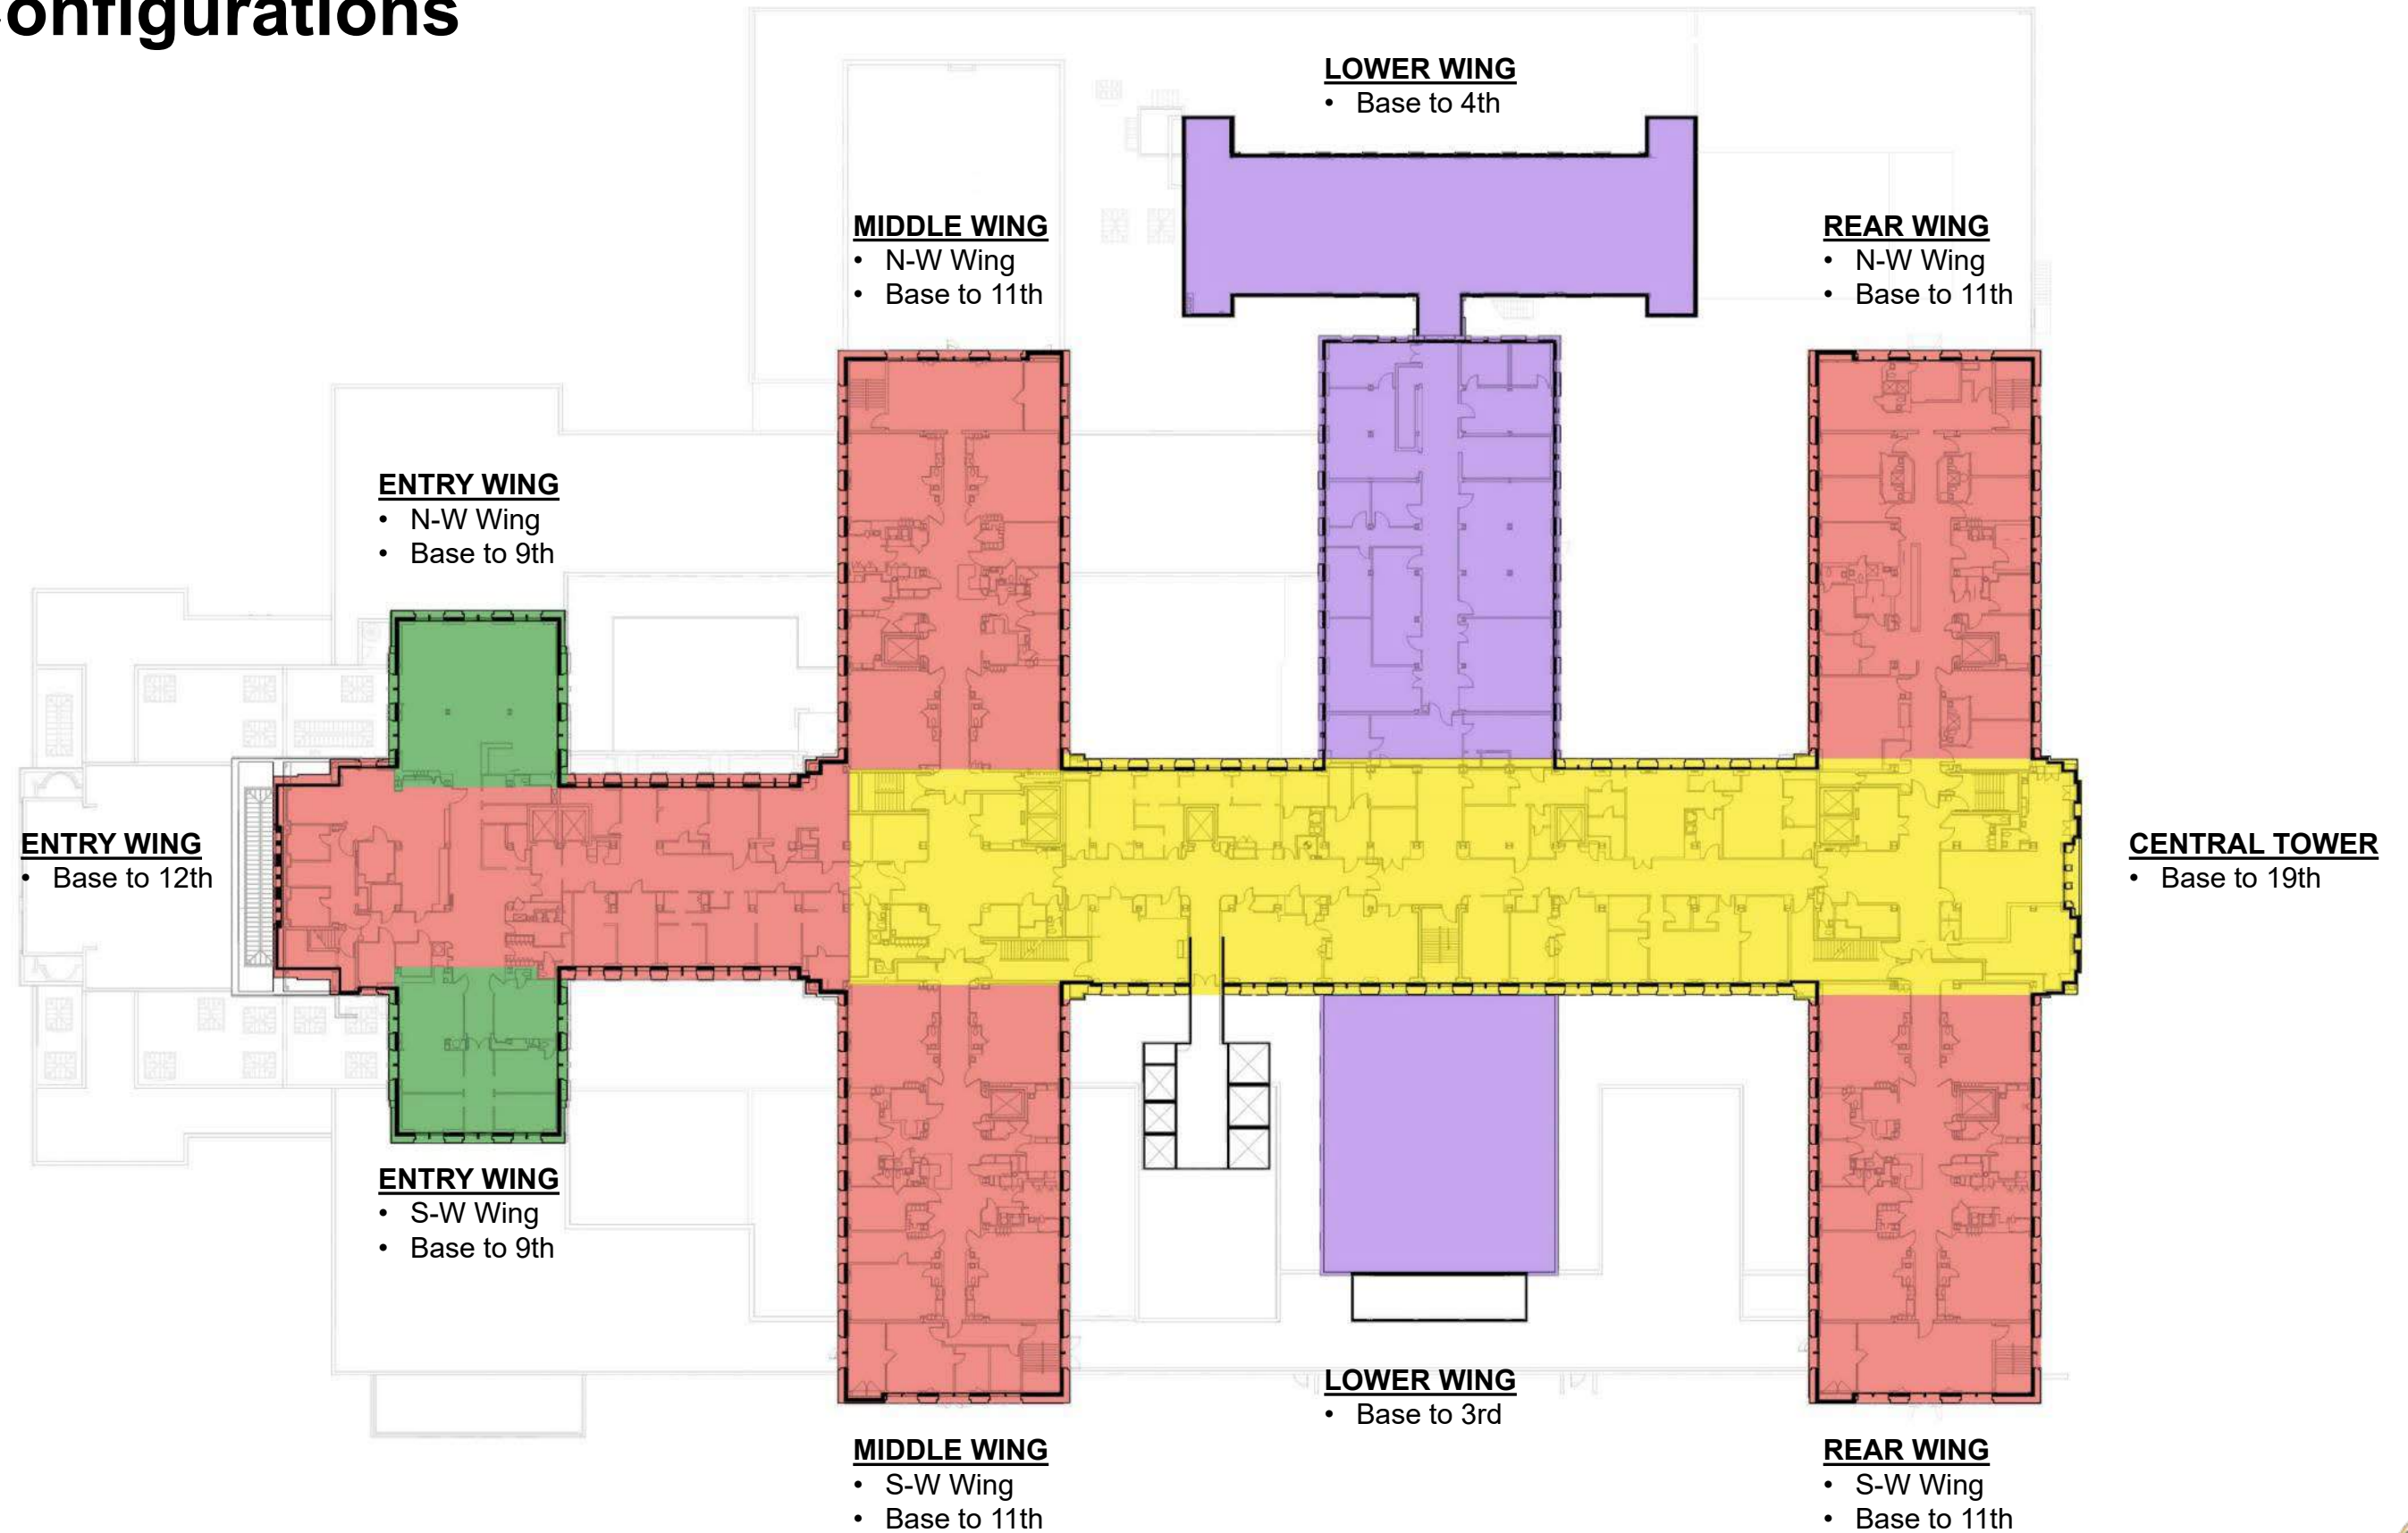 onfigurations
LOWER WING
• Base to 4th
MIDDLE WING
• N-W Wing
• Base to 11th
REAR WING
• N-W Wing
• Base to 11th
ENTRY WING
• N-W Wing
• Base to 9th
ENTRY WING
• Base to 12th
CENTRAL TOWER
• Base to 19th
ENTRY WING
• S-W Wing
• Base to 9th
LOWER WING
• Base to 3rd
MIDDLE WING
• S-W Wing
• Base to 11th
REAR WING
• S-W Wing
• Base to 11th